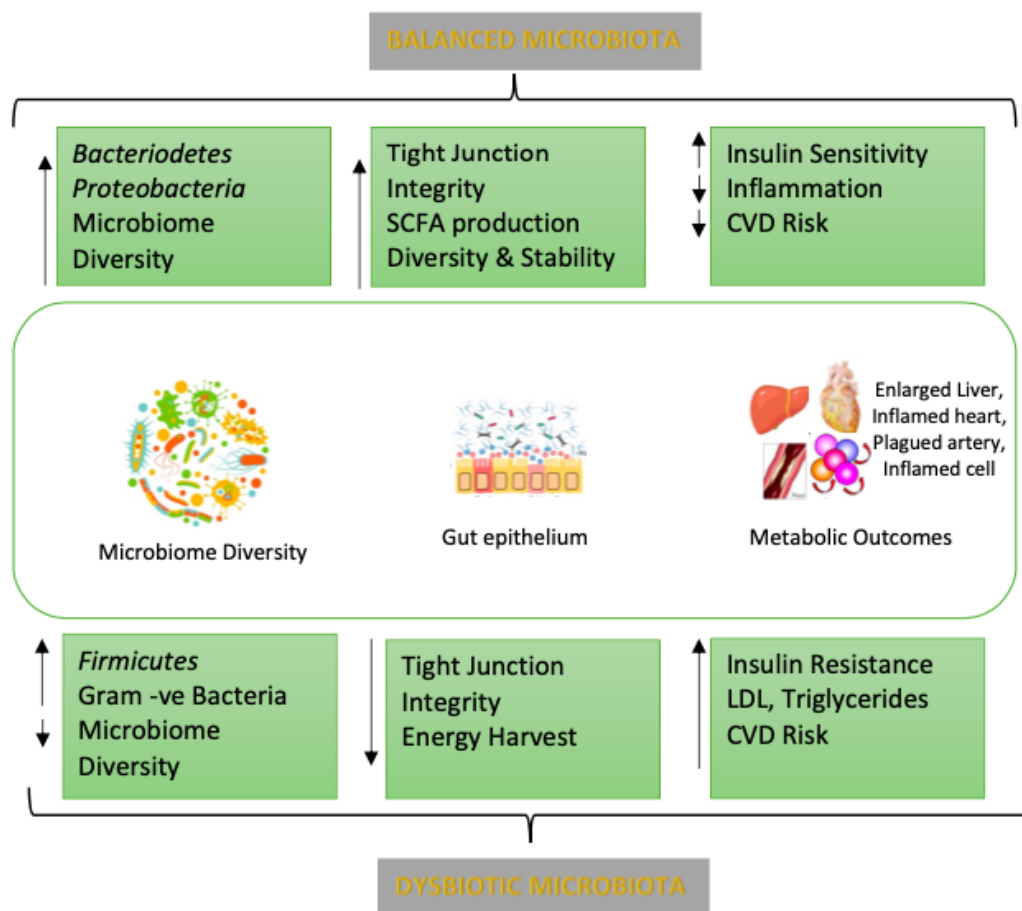 BALANCED MICROBIOTA
Bacteriodetes
Proteobacteria
Microbiome
Diversity
Tight Junction
Integrity
SCFA production
Diversity & Stability
Insulin Sensitivity
Inflammation
CVD Risk
Enlarged Liver,
Inflamed heart,
Plagued artery,
Inflamed cell
Microbiome Diversity
Gut epithelium
Metabolic Outcomes
Firmicutes
Gram -ve Bacteria
Microbiome
Diversity
Tight Junction
Integrity
Energy Harvest
Insulin Resistance
LDL, Triglycerides
CVD Risk
DYSBIOTIC MICROBIOTA